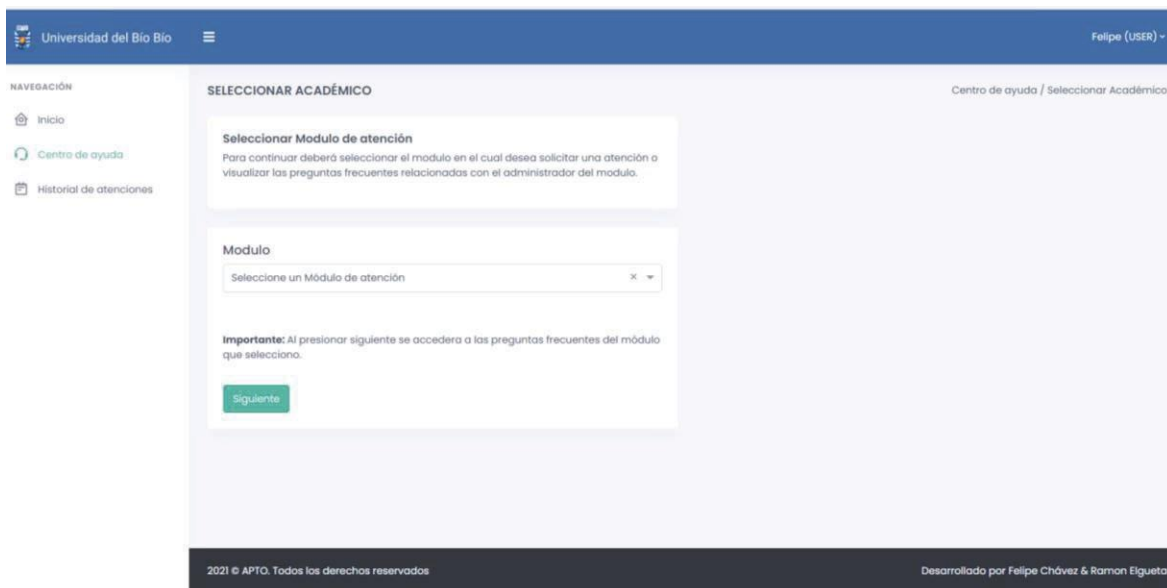 Universidad del Bío Bío
Felipe (USER)
NAVEGACIÓN
Inicio
Centro de ayuda
Historial de atenciones
SELECCIONAR ACADÉMICO
Centro de ayuda / Seleccionar Académico
Seleccionar Modulo de atención
Para continuar deberá seleccionar el modulo en el cual desea solicitar una atención o
visualizar las preguntas frecuentes relacionadas con el administrador del modulo.
Modulo
Seleccione un Módulo de atención
Importante: Al presionar siguiente se accedera a las preguntas frecuentes del módulo
que selecciono.
Siguiente
2021 © APTO. Todos los derechos reservados
Desarrollado por Felipe Chávez & Ramon Elgueta